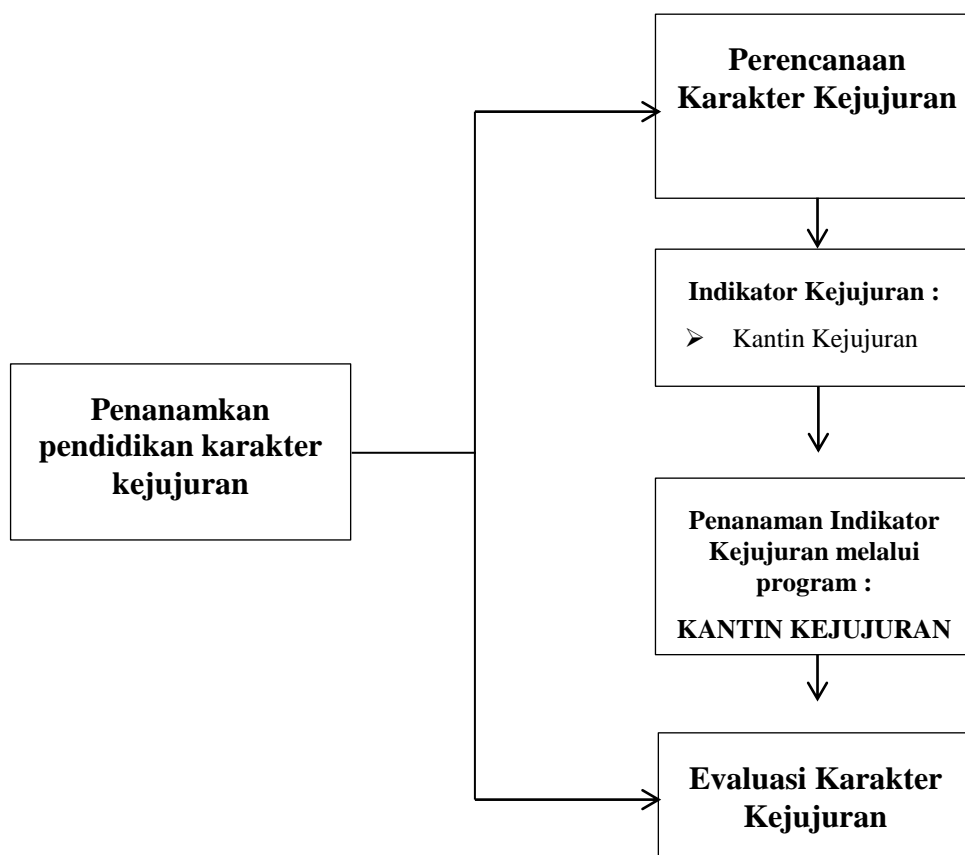 Perencanaan
Karakter Kejujuran
Indikator Kejujuran :
➢ Kantin Kejujuran
Penanamkan
pendidikan karakter
kejujuran
Penanaman Indikator
Kejujuran melalui
program :
KANTIN KEJUJURAN
Evaluasi Karakter
Kejujuran